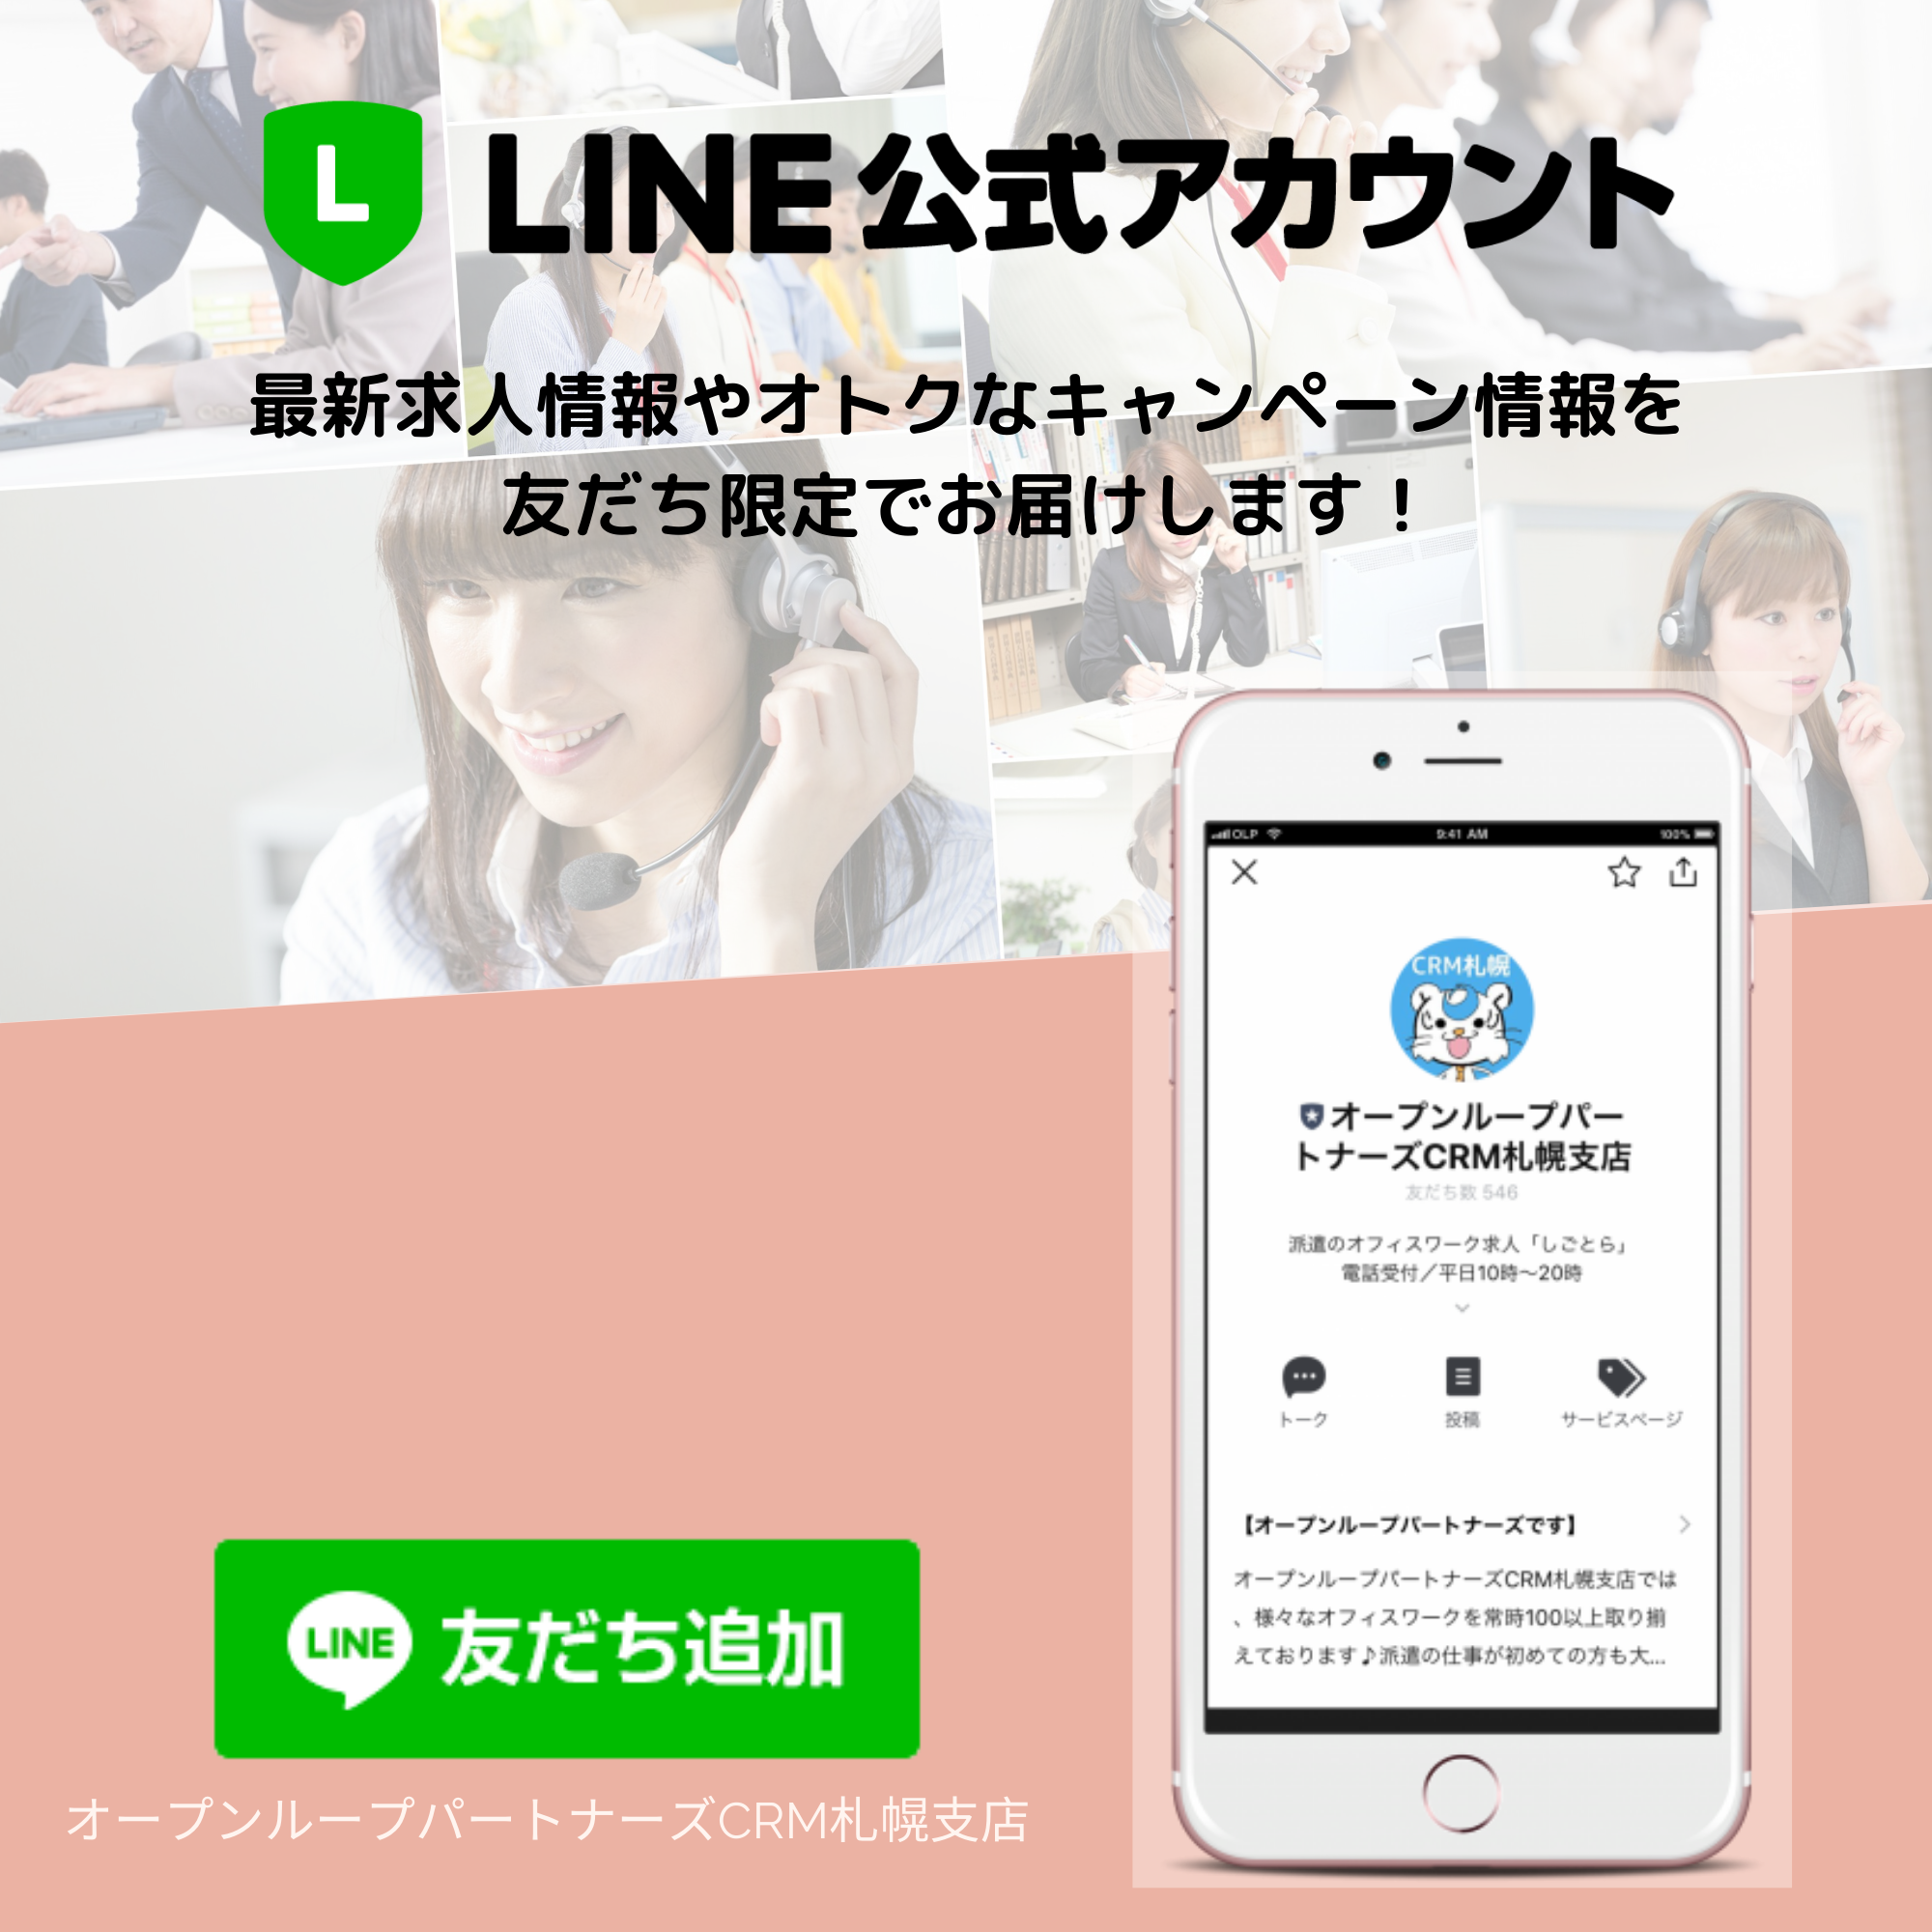 L LINE公式アカウント
最新求人情報やオトクなキャンペーン情報を
友だち限定でお届けします！
OLP 9:41 AM 100%
CRM札幌
オープンループパー
トナーズCRM札幌支店
友だち数 546
派遣のオフィスワーク求人「しごとら」
電話受付／平日10時～20時
トーク 投稿 サービスページ
【オープンループパートナーズです】
オープンループパートナーズCRM札幌支店では
、様々なオフィスワークを常時100以上取り揃
えております♪派遣の仕事が初めての方も大...
LINE 友だち追加
オープンループパートナーズCRM札幌支店